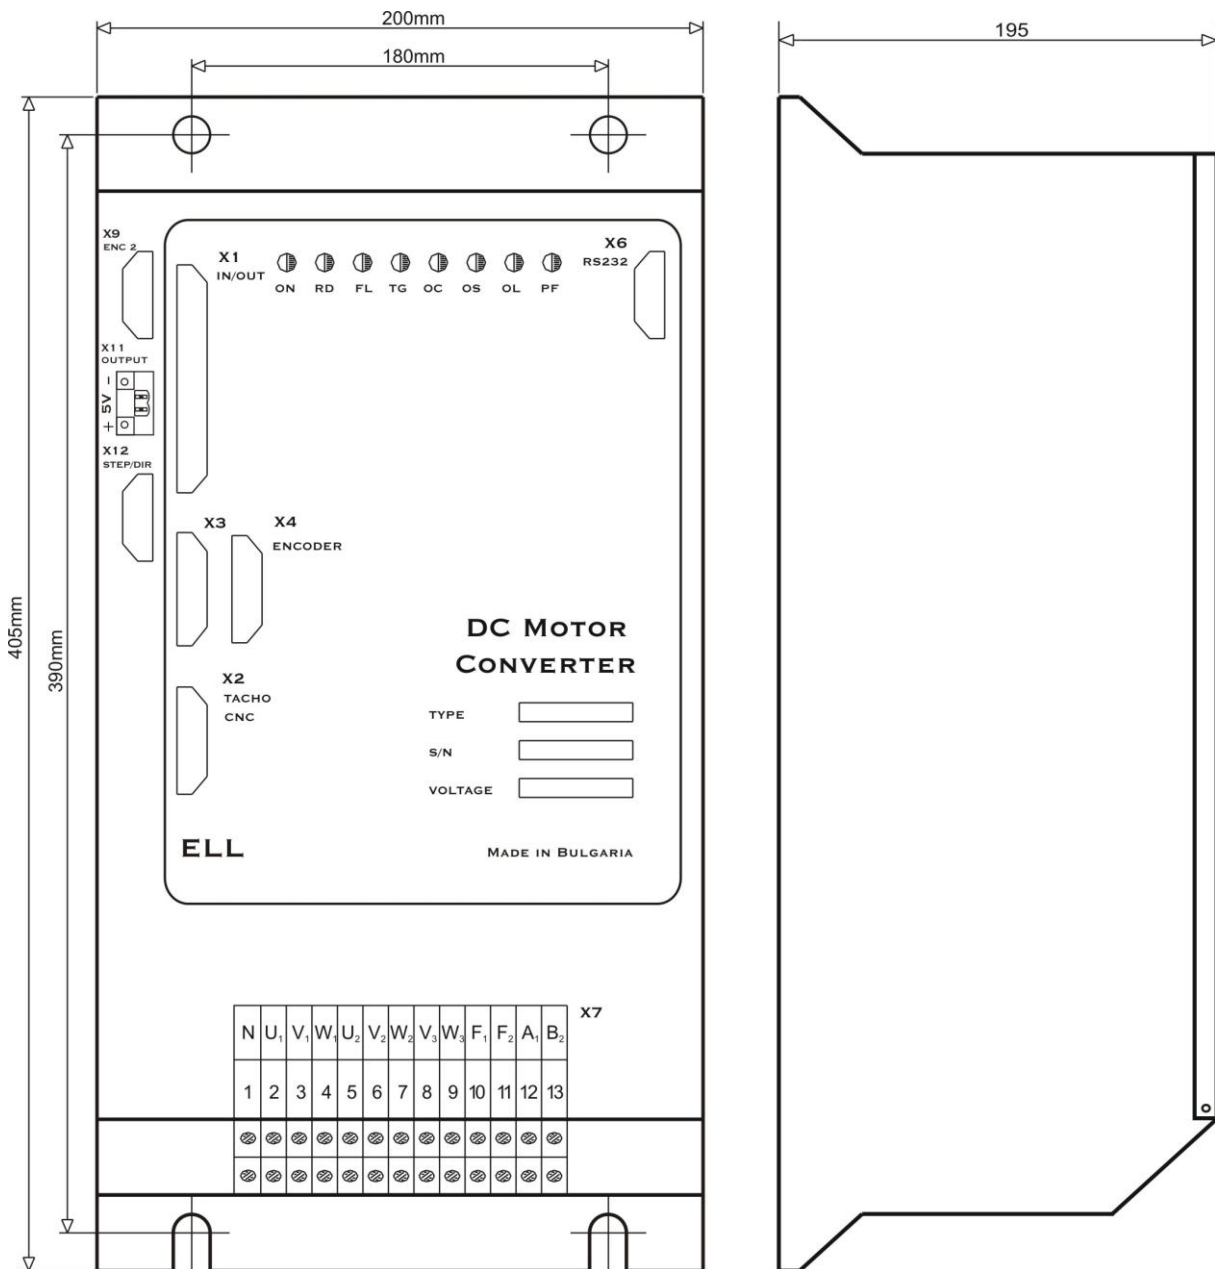 200mm
180mm
195
405mm
390mm
X9
ENC 2
X1
IN/OUT
ON RD FL TG OC OS OL PF
X6
RS232
X11
OUTPUT
+ 5V -
X12
STEP/DIR
X3
X4
ENCODER
DC MOTOR
CONVERTER
X2
TACHO
CNC
TYPE
S/N
VOLTAGE
ELL
MADE IN BULGARIA
X7
N U₁ V₁ W₁ U₂ V₂ W₂ V₃ W₃ F₁ F₂ A₁ B₂
1 2 3 4 5 6 7 8 9 10 11 12 13